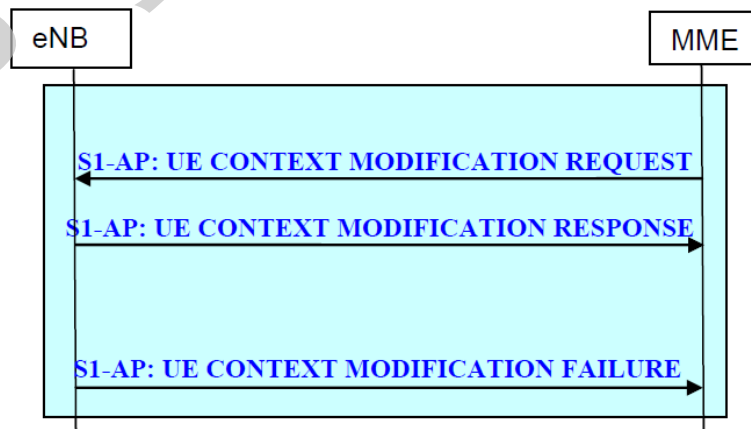 eNB
MME
S1-AP: UE CONTEXT MODIFICATION REQUEST
S1-AP: UE CONTEXT MODIFICATION RESPONSE
S1-AP: UE CONTEXT MODIFICATION FAILURE